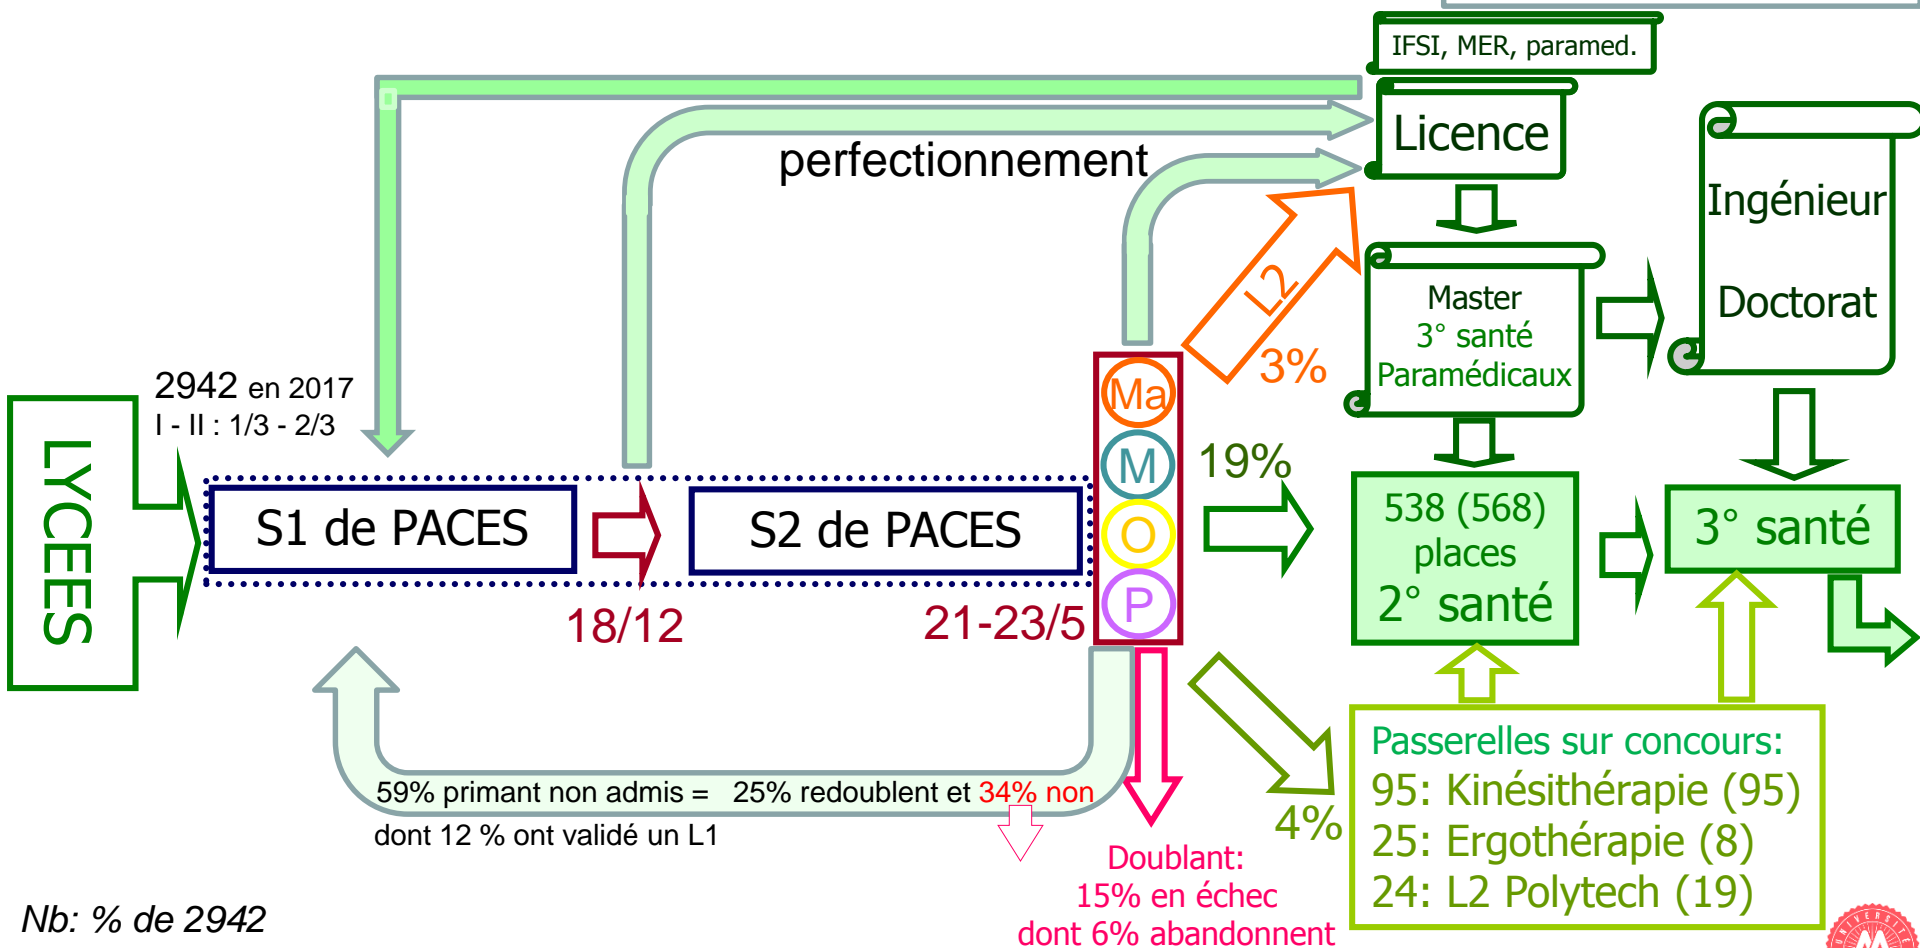 IFSI, MER, paramed.
Licence
perfectionnement
Ingénieur
Doctorat
L2
3%
Master
3° santé
Paramédicaux
2942 en 2017
I - II : 1/3 - 2/3
LYCEES
S1 de PACES
S2 de PACES
18/12
21-23/5
Ma
M
O
P
19%
538 (568)
places
2° santé
3° santé
59% primant non admis = 25% redoublent et 34% non
dont 12 % ont validé un L1
4%
Passerelles sur concours:
95: Kinésithérapie (95)
25: Ergothérapie (8)
24: L2 Polytech (19)
Doublant:
15% en échec
dont 6% abandonnent
Nb: % de 2942
UNIVERSITÉ